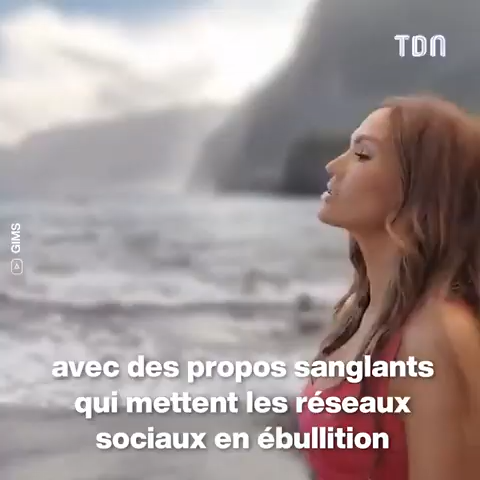 TDN
GIMS
avec des propos sanglants
qui mettent les réseaux
sociaux en ébullition